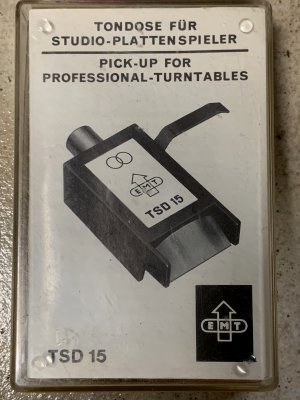 TONDOSE FÜR
STUDIO-PLATTENSPIELER
PICK-UP FOR
PROFESSIONAL-TURNTABLES
EMT
TSD 15
EMT
TSD 15